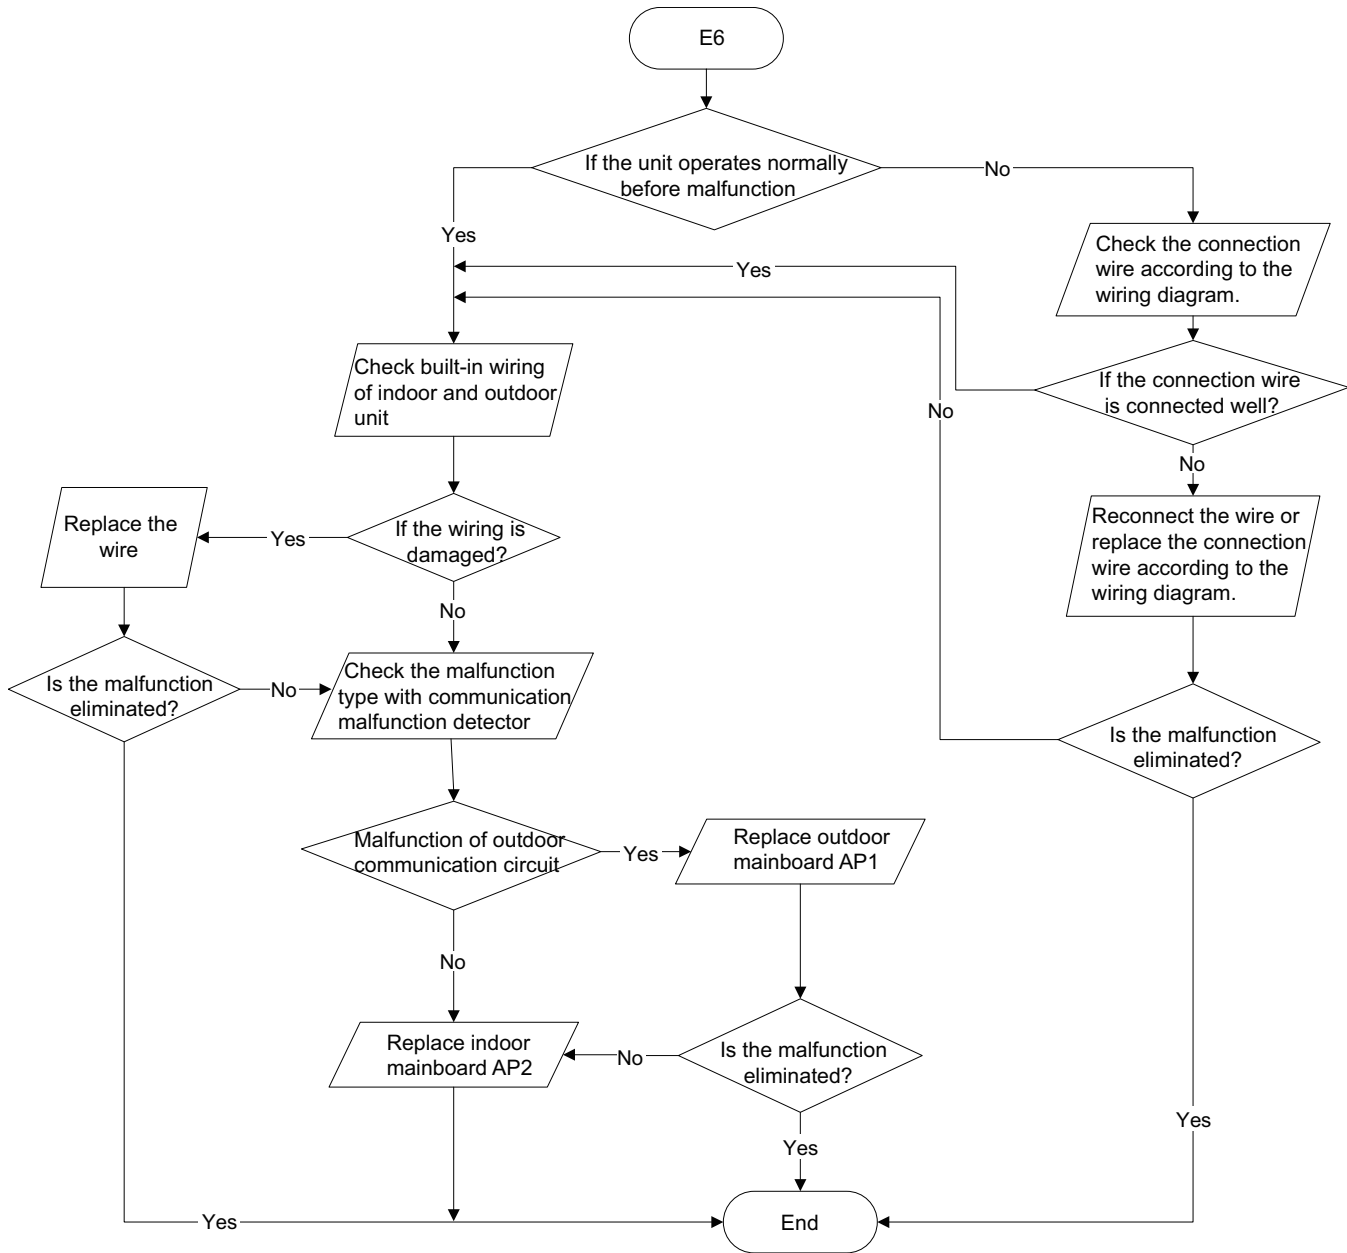 E6
If the unit operates normally
before malfunction
No
Yes
Check the connection
wire according to the
wiring diagram.
Yes
Check built-in wiring
of indoor and outdoor
unit
If the connection wire
is connected well?
No
No
Replace the
wire
Yes
If the wiring is
damaged?
Reconnect the wire or
replace the connection
wire according to the
wiring diagram.
No
Is the malfunction
eliminated?
No
Check the malfunction
type with communication
malfunction detector
Is the malfunction
eliminated?
Malfunction of outdoor
communication circuit
Yes
Replace outdoor
mainboard AP1
No
Replace indoor
mainboard AP2
No
Is the malfunction
eliminated?
Yes
Yes
Yes
End